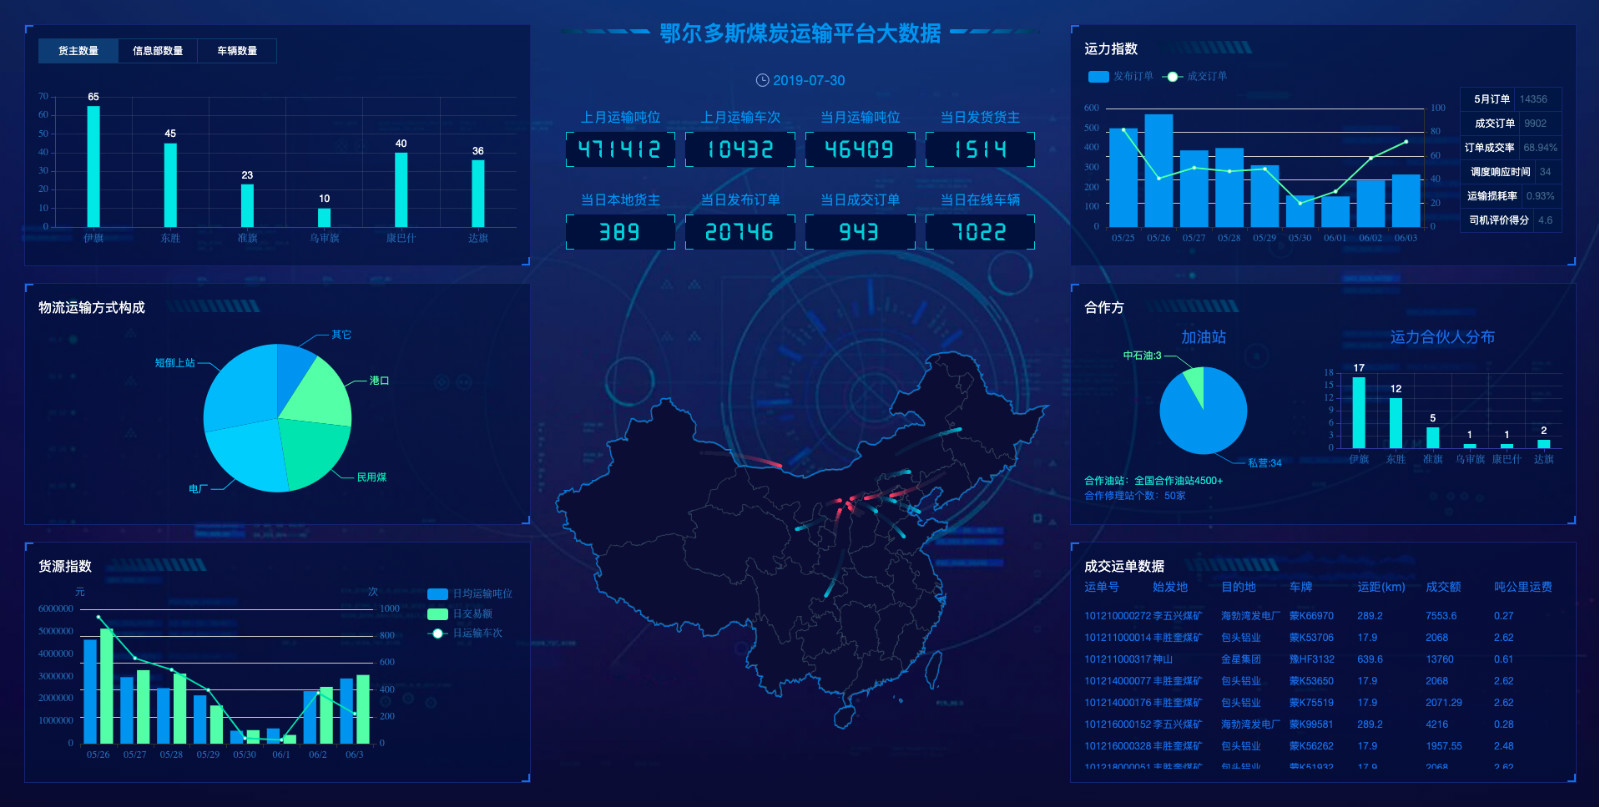 鄂尔多斯煤炭运输平台大数据
2019-07-30
货主数量 信息部数量 车辆数量
70
60
50
40
30
20
10
0
65 45 23 10 40 36
伊旗 东胜 准旗 乌审旗 康巴什 达旗
上月运输吨位 上月运输车次 当月运输吨位 当日发货货主
471412 10432 46409 1514
当日本地货主 当日发布订单 当日成交订单 当日在线车辆
389 20746 943 7022
运力指数
发布订单 成交订单
600 100
500 80
400
300 60
200 40
100 20
0 0
05/25 05/26 05/27 05/28 05/29 05/30 06/01 06/02 06/03
5月订单 14356
成交订单 9902
订单成交率 68.94%
调度响应时间 34
运输损耗率 0.93%
司机评价得分 4.6
物流运输方式构成
其它
短倒上站
港口
民用煤
电厂
合作方
加油站
中石油:3
私营:34
合作油站：全国合作油站4500+
合作修理站个数：50家
运力合伙人分布
18
15
12
9
6
3
0
17 12 5 1 1 2
伊旗 东胜 准旗 乌审旗 康巴什 达旗
货源指数
元 次
日均运输吨位
日交易额
日运输车次
6000000 1000
5000000 800
4000000
3000000 600
2000000 400
1000000 200
0 0
05/26 05/27 05/28 05/29 05/30 06/1 06/2 06/3
成交运单数据
运单号 始发地 目的地 车牌 运距(km) 成交额 吨公里运费
101210000272 李五兴煤矿 海勃湾发电厂 蒙K66970 289.2 7553.6 0.27
101211000014 丰胜奎煤矿 包头铝业 蒙K53706 17.9 2068 2.62
101211000317 神山 金星集团 豫HF3132 639.6 13760 0.61
101214000077 丰胜奎煤矿 包头铝业 蒙K53650 17.9 2068 2.62
101214000176 丰胜奎煤矿 包头铝业 蒙K75519 17.9 2071.29 2.62
101216000152 李五兴煤矿 海勃湾发电厂 蒙K99581 289.2 4216 0.28
101216000328 丰胜奎煤矿 包头铝业 蒙K56262 17.9 1957.55 2.48
101218000051 丰胜奎煤矿 包头铝业 蒙K51932 17.9 2068 2.62